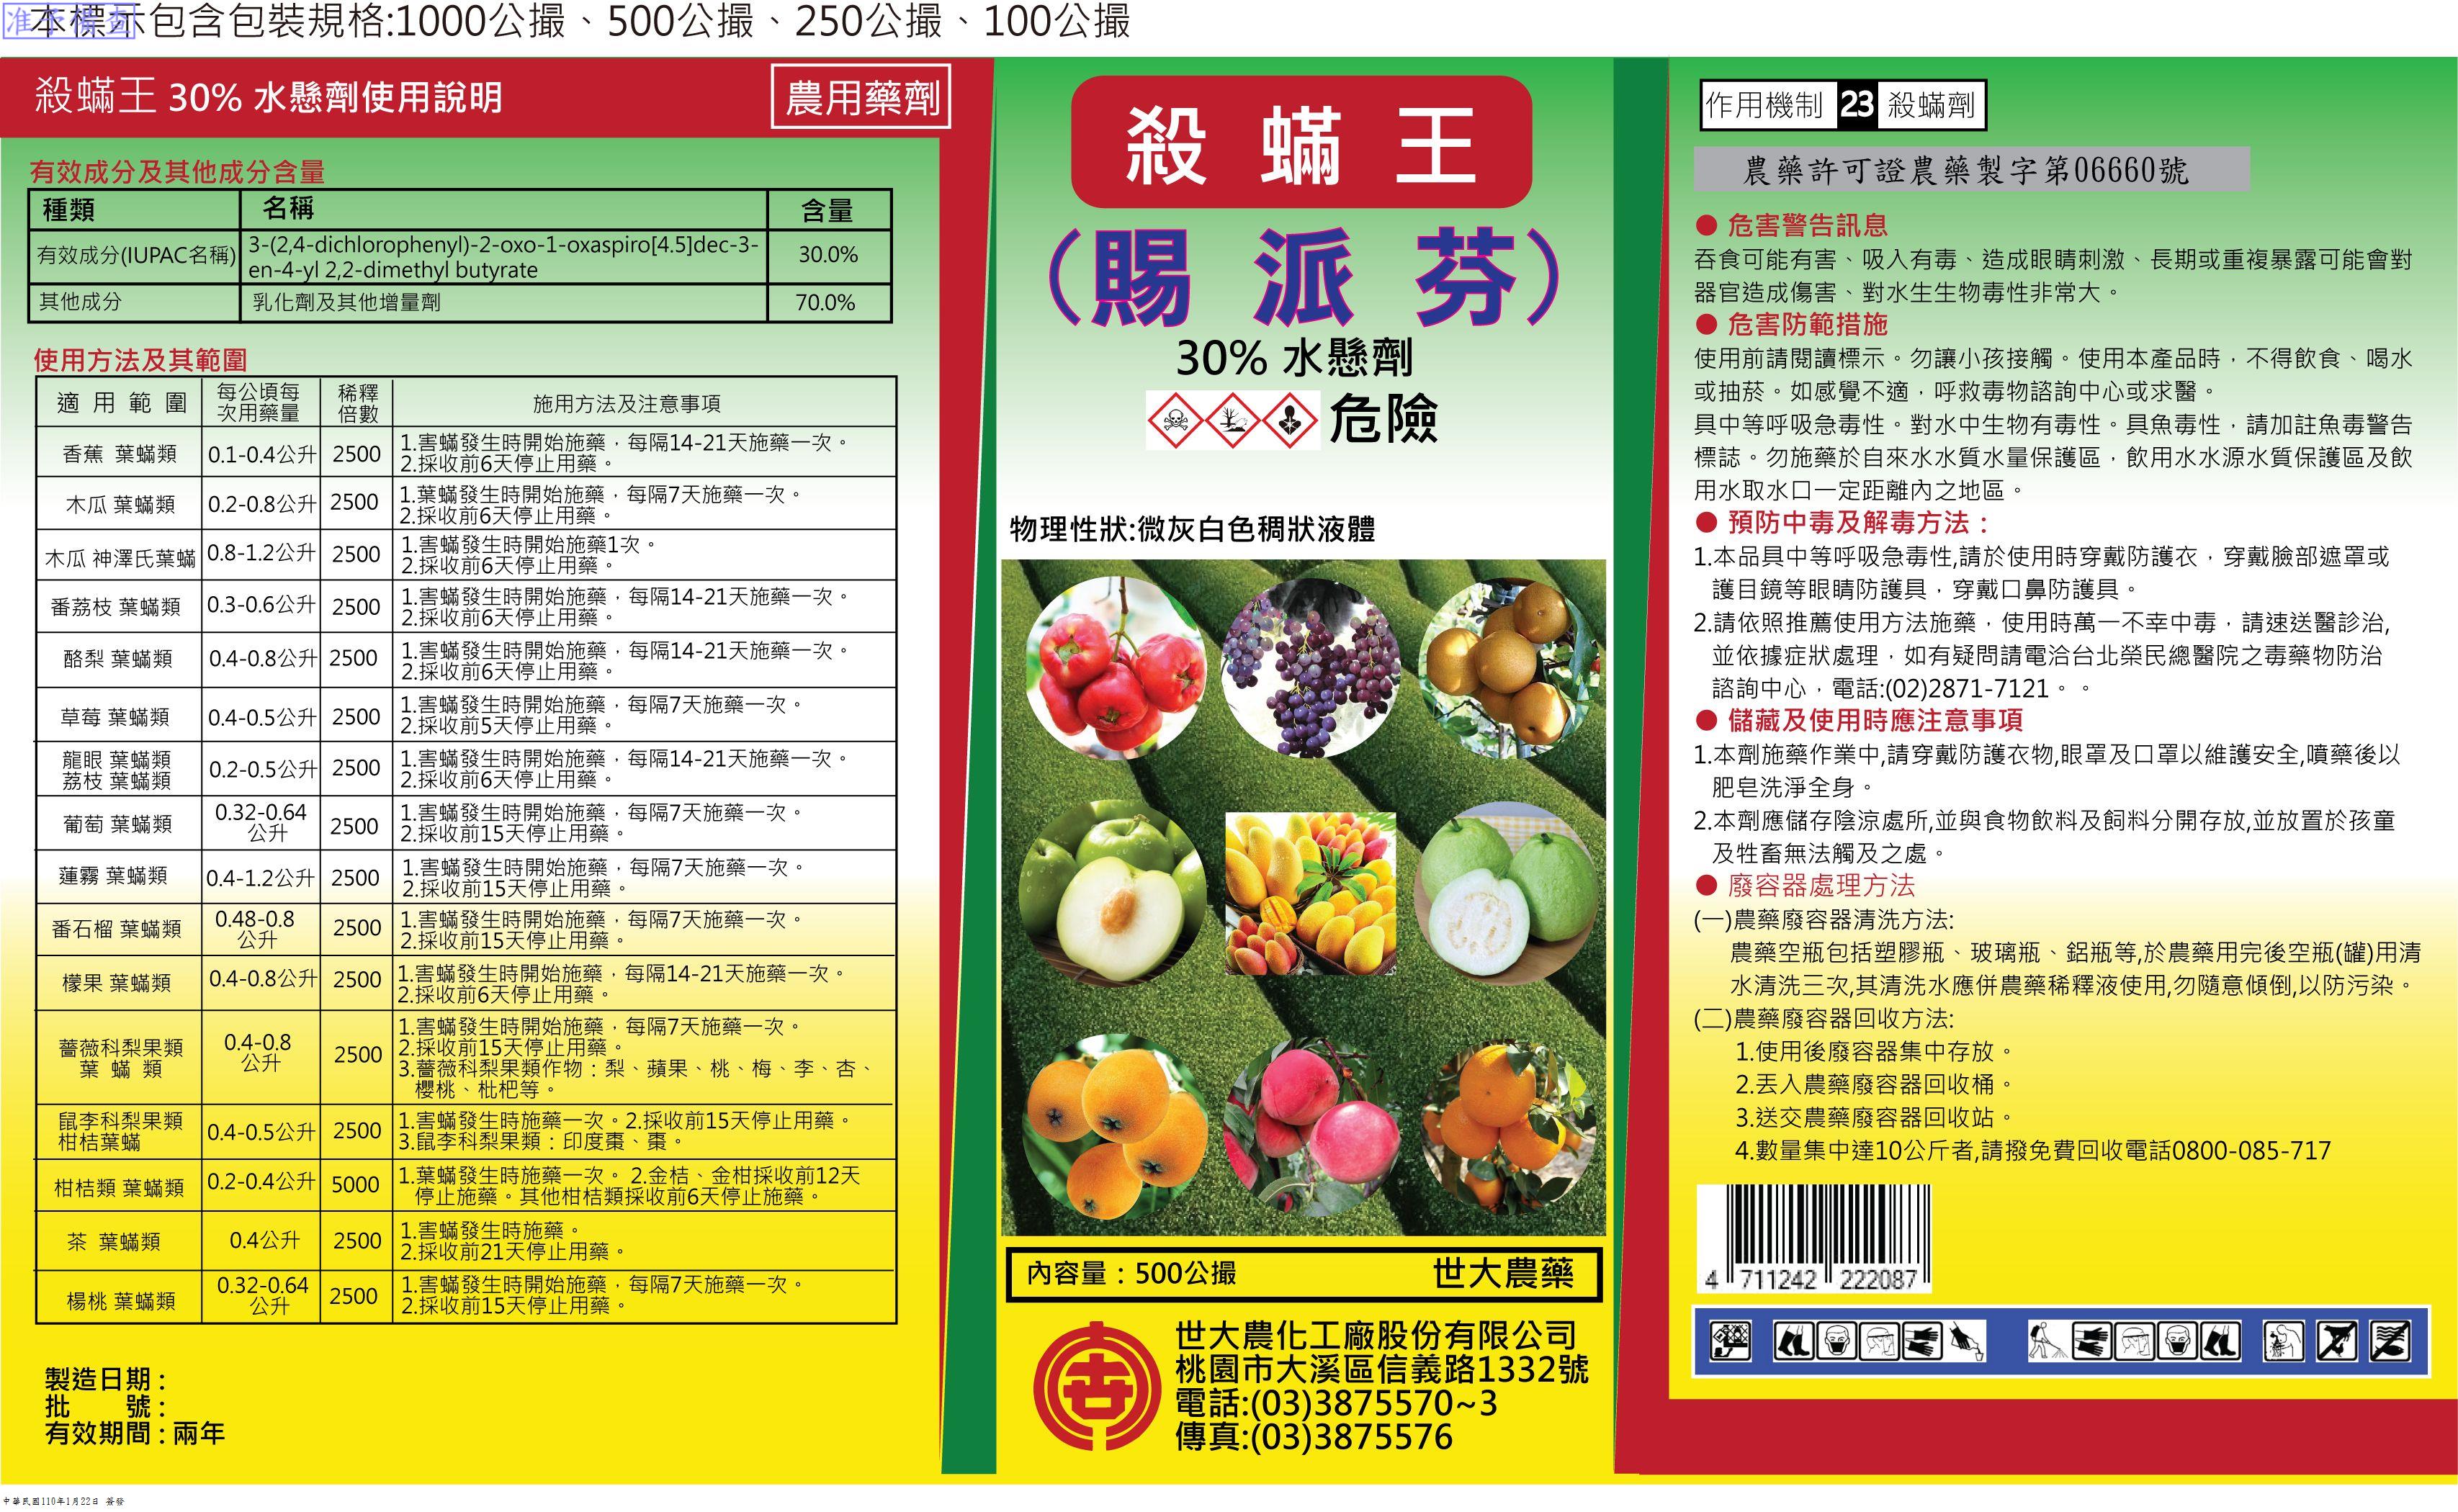 本標示包含包裝規格:1000公撮、500公撮、250公撮、100公撮
准予備查
殺蟎王 30% 水懸劑使用說明
農用藥劑
有效成分及其他成分含量
種類 名稱 含量
有效成分(IUPAC名稱) 3-(2,4-dichlorophenyl)-2-oxo-1-oxaspiro[4.5]dec-3-
en-4-yl 2,2-dimethyl butyrate 30.0%
其他成分 乳化劑及其他增量劑 70.0%
使用方法及其範圍
適用範圍 每公頃每
次用藥量 稀釋
倍數 施用方法及注意事項
香蕉 葉蟎類 0.1-0.4公升 2500 1.害蟎發生時開始施藥，每隔14-21天施藥一次。
2.採收前6天停止用藥。
木瓜 葉蟎類 0.2-0.8公升 2500 1.葉蟎發生時開始施藥，每隔7天施藥一次。
2.採收前6天停止用藥。
木瓜 神澤氏葉蟎 0.8-1.2公升 2500 1.害蟎發生時開始施藥1次。
2.採收前6天停止用藥。
番荔枝 葉蟎類 0.3-0.6公升 2500 1.害蟎發生時開始施藥，每隔14-21天施藥一次。
2.採收前6天停止用藥。
酪梨 葉蟎類 0.4-0.8公升 2500 1.害蟎發生時開始施藥，每隔14-21天施藥一次。
2.採收前6天停止用藥。
草莓 葉蟎類 0.4-0.5公升 2500 1.害蟎發生時開始施藥，每隔7天施藥一次。
2.採收前5天停止用藥。
龍眼 葉蟎類
荔枝 葉蟎類 0.2-0.5公升 2500 1.害蟎發生時開始施藥，每隔14-21天施藥一次。
2.採收前6天停止用藥。
葡萄 葉蟎類 0.32-0.64
公升 2500 1.害蟎發生時開始施藥，每隔7天施藥一次。
2.採收前15天停止用藥。
蓮霧 葉蟎類 0.4-1.2公升 2500 1.害蟎發生時開始施藥，每隔7天施藥一次。
2.採收前15天停止用藥。
番石榴 葉蟎類 0.48-0.8
公升 2500 1.害蟎發生時開始施藥，每隔7天施藥一次。
2.採收前15天停止用藥。
檬果 葉蟎類 0.4-0.8公升 2500 1.害蟎發生時開始施藥，每隔14-21天施藥一次。
2.採收前6天停止用藥。
薔薇科梨果類
葉 蟎 類 0.4-0.8
公升 2500 1.害蟎發生時開始施藥，每隔7天施藥一次。
2.採收前15天停止用藥。
3.薔薇科梨果類作物：梨、蘋果、桃、梅、李、杏、
櫻桃、枇杷等。
鼠李科梨果類
柑桔葉蟎 0.4-0.5公升 2500 1.害蟎發生時施藥一次。2.採收前15天停止用藥。
3.鼠李科梨果類：印度棗、棗。
柑桔類 葉蟎類 0.2-0.4公升 5000 1.葉蟎發生時施藥一次。 2.金桔、金柑採收前12天
停止施藥。其他柑桔類採收前6天停止施藥。
茶 葉蟎類 0.4公升 2500 1.害蟎發生時施藥。
2.採收前21天停止用藥。
楊桃 葉蟎類 0.32-0.64
公升 2500 1.害蟎發生時開始施藥，每隔7天施藥一次。
2.採收前15天停止用藥。
製造日期：
批 號：
有效期間：兩年
殺蟎王
（賜派芬）
30% 水懸劑
危險
物理性狀:微灰白色稠狀液體
內容量：500公撮 世大農藥
世大農化工廠股份有限公司
桃園市大溪區信義路1332號
電話:(03)3875570~3
傳真:(03)3875576
作用機制 23 殺蟎劑
農藥許可證農藥製字第06660號
● 危害警告訊息
吞食可能有害、吸入有毒、造成眼睛刺激、長期或重複暴露可能會對
器官造成傷害、對水生生物毒性非常大。
● 危害防範措施
使用前請閱讀標示。勿讓小孩接觸。使用本產品時，不得飲食、喝水
或抽菸。如感覺不適，呼救毒物諮詢中心或求醫。
具中等呼吸急毒性。對水中生物有毒性。具魚毒性，請加註魚毒警告
標誌。勿施藥於自來水水質水量保護區，飲用水水源水質保護區及飲
用水取水口一定距離內之地區。
● 預防中毒及解毒方法：
1.本品具中等呼吸急毒性,請於使用時穿戴防護衣，穿戴臉部遮罩或
護目鏡等眼睛防護具，穿戴口鼻防護具。
2.請依照推薦使用方法施藥，使用時萬一不幸中毒，請速送醫診治,
並依據症狀處理，如有疑問請電洽台北榮民總醫院之毒藥物防治
諮詢中心，電話:(02)2871-7121。。
● 儲藏及使用時應注意事項
1.本劑施藥作業中,請穿戴防護衣物,眼罩及口罩以維護安全,噴藥後以
肥皂洗淨全身。
2.本劑應儲存陰涼處所,並與食物飲料及飼料分開存放,並放置於孩童
及牲畜無法觸及之處。
● 廢容器處理方法
(一)農藥廢容器清洗方法:
農藥空瓶包括塑膠瓶、玻璃瓶、鋁瓶等,於農藥用完後空瓶(罐)用清
水清洗三次,其清洗水應併農藥稀釋液使用,勿隨意傾倒,以防污染。
(二)農藥廢容器回收方法:
1.使用後廢容器集中存放。
2.丟入農藥廢容器回收桶。
3.送交農藥廢容器回收站。
4.數量集中達10公斤者,請撥免費回收電話0800-085-717
4 711242 222087
中華民國110年1月22日 簽發